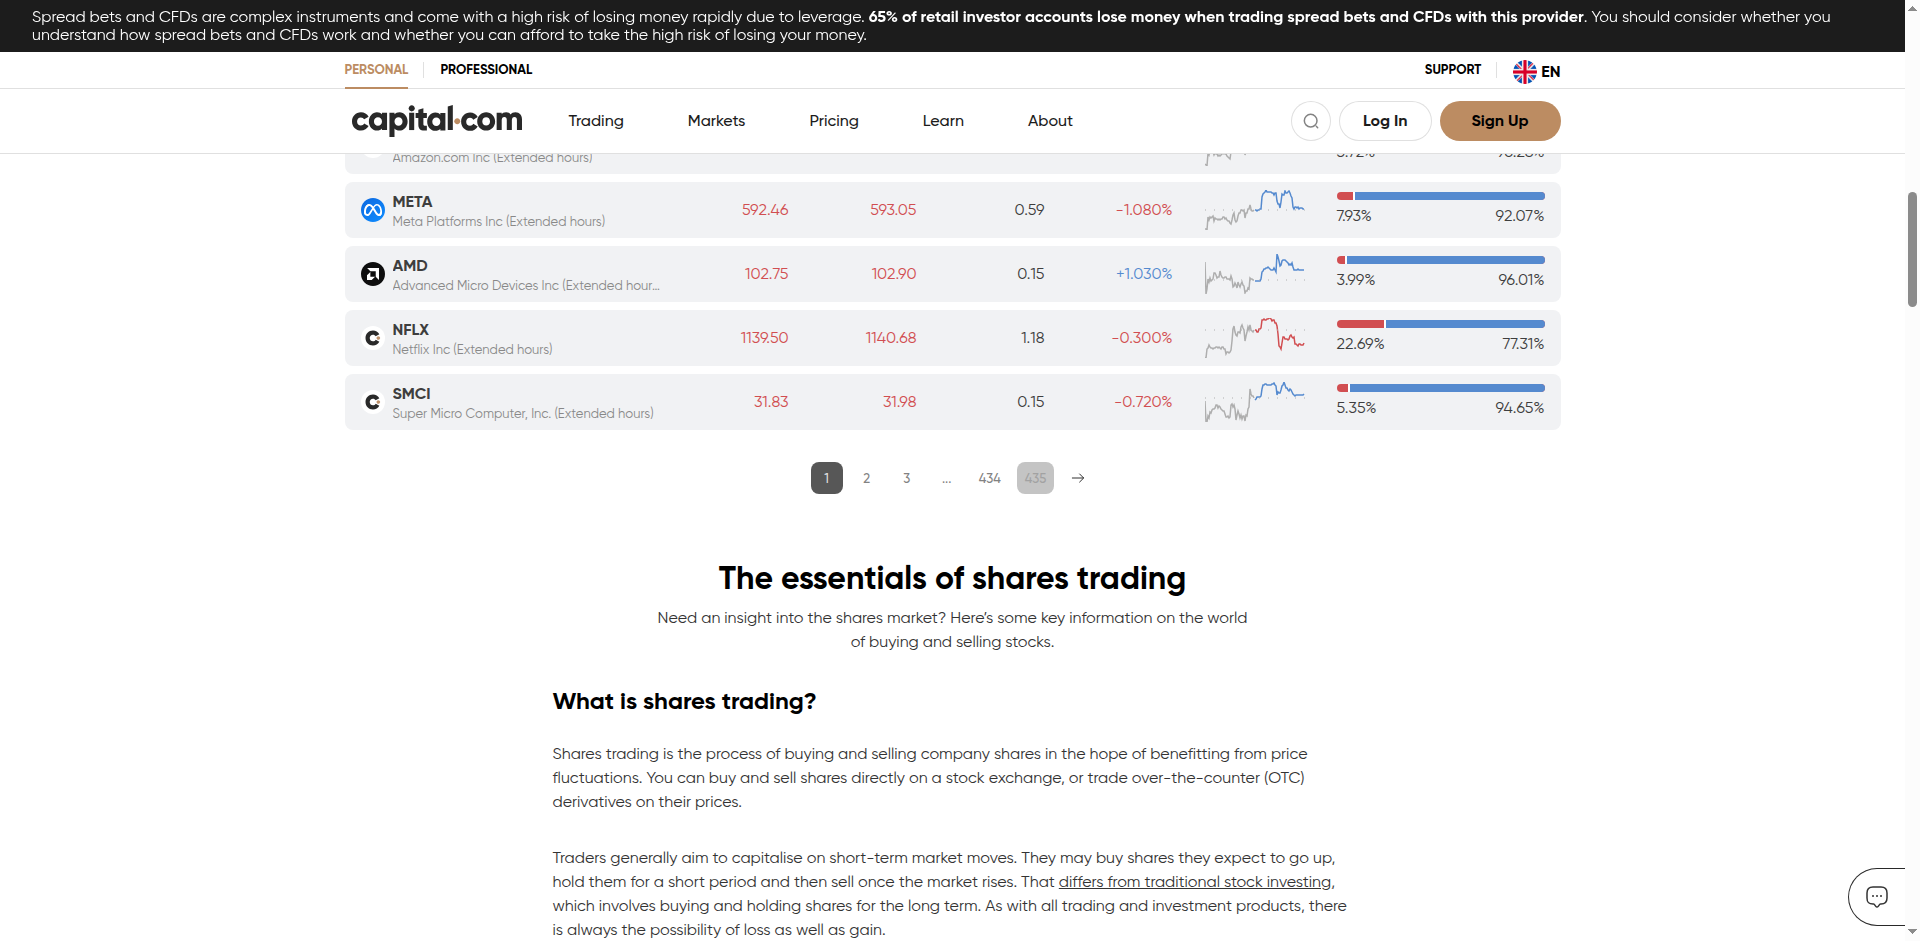 Spread bets and CFDs are complex instruments and come with a high risk of losing money rapidly due to leverage. 65% of retail investor accounts lose money when trading spread bets and CFDs with this provider. You should consider whether you
understand how spread bets and CFDs work and whether you can afford to take the high risk of losing your money.
PERSONAL PROFESSIONAL SUPPORT EN
capital.com Trading Markets Pricing Learn About Log In Sign Up
Amazon.com Inc (Extended hours)
META
Meta Platforms Inc (Extended hours) 592.46 593.05 0.59 -1.080% 7.93% 92.07%
AMD
Advanced Micro Devices Inc (Extended hour... 102.75 102.90 0.15 +1.030% 3.99% 96.01%
NFLX
Netflix Inc (Extended hours) 1139.50 1140.68 1.18 -0.300% 22.69% 77.31%
SMCI
Super Micro Computer, Inc. (Extended hours) 31.83 31.98 0.15 -0.720% 5.35% 94.65%
1 2 3 ... 434 435
The essentials of shares trading
Need an insight into the shares market? Here's some key information on the world
of buying and selling stocks.
What is shares trading?
Shares trading is the process of buying and selling company shares in the hope of benefitting from price
fluctuations. You can buy and sell shares directly on a stock exchange, or trade over-the-counter (OTC)
derivatives on their prices.
Traders generally aim to capitalise on short-term market moves. They may buy shares they expect to go up,
hold them for a short period and then sell once the market rises. That differs from traditional stock investing,
which involves buying and holding shares for the long term. As with all trading and investment products, there
is always the possibility of loss as well as gain.